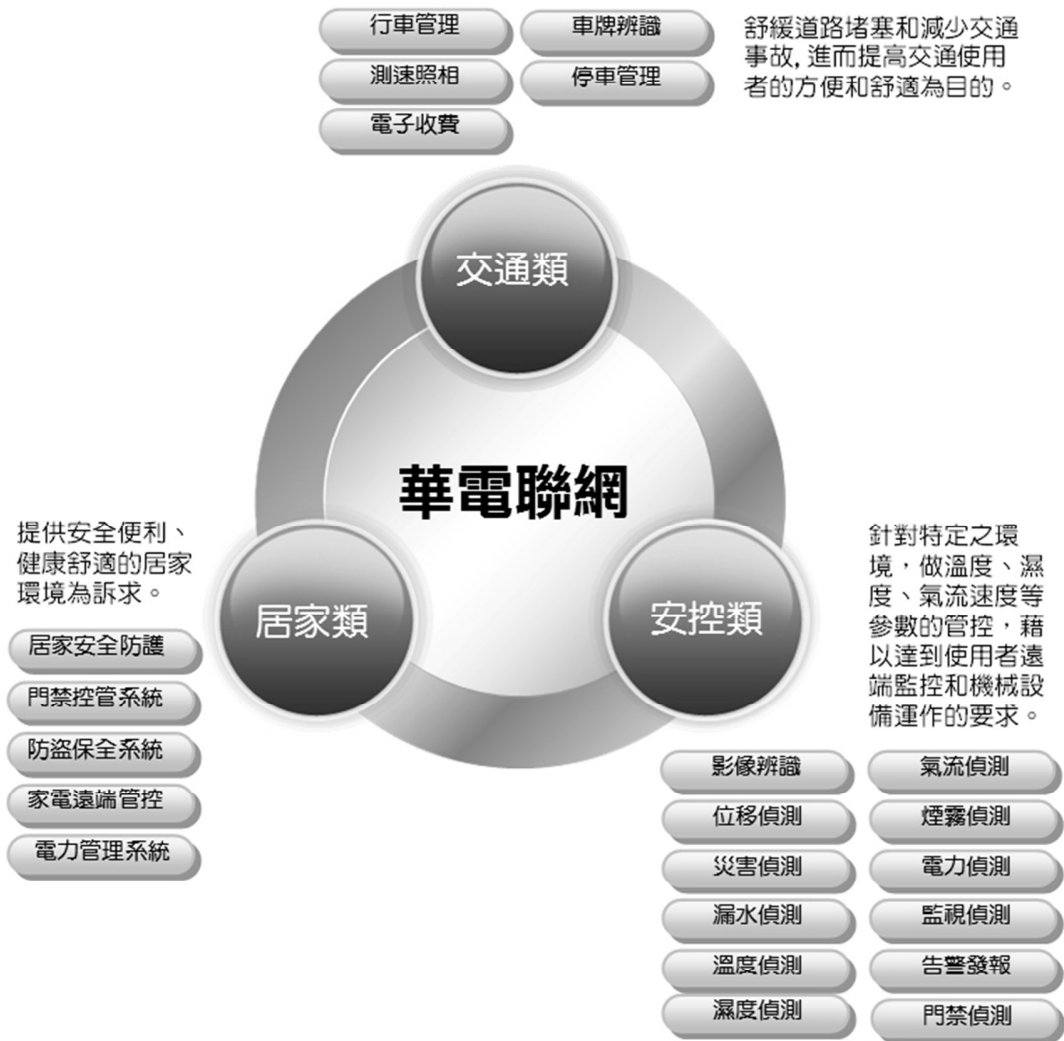 行車管理
車牌辨識
測速照相
停車管理
電子收費
舒緩道路堵塞和減少交通
事故, 進而提高交通使用
者的方便和舒適為目的。
交通類
華電聯網
提供安全便利、
健康舒適的居家
環境為訴求。
居家類
居家安全防護
門禁控管系統
防盜保全系統
家電遠端管控
電力管理系統
安控類
針對特定之環
境，做溫度、濕
度、氣流速度等
參數的管控，藉
以達到使用者遠
端監控和機械設
備運作的要求。
影像辨識
氣流偵測
位移偵測
煙霧偵測
災害偵測
電力偵測
漏水偵測
監視偵測
溫度偵測
告警發報
濕度偵測
門禁偵測